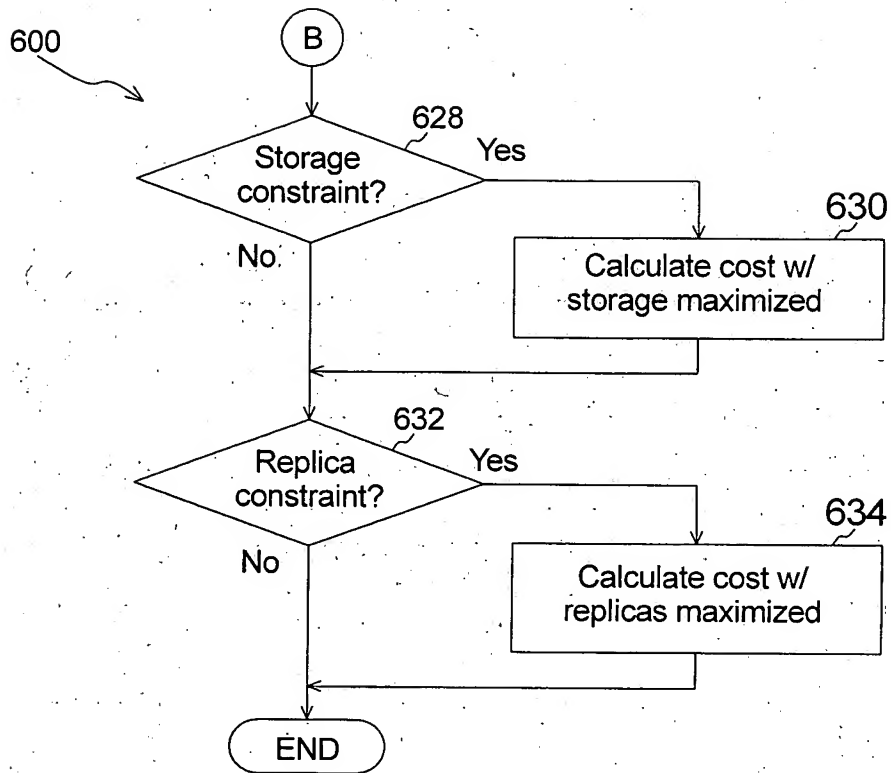 B
600
628
Storage
constraint?
Yes
No
630
Calculate cost w/
storage maximized
632
Replica
constraint?
Yes
No
634
Calculate cost w/
replicas maximized
END